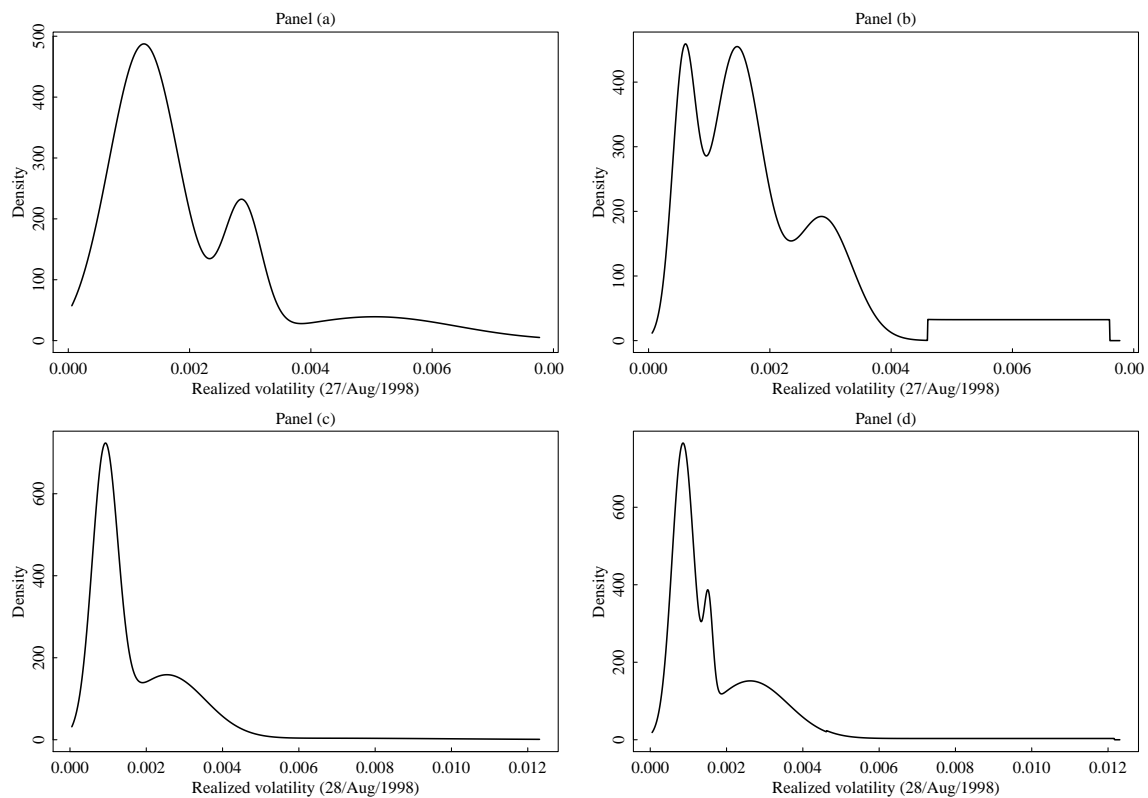 Panel (a)
Density
0 100 200 300 400 500
0.000 0.002 0.004 0.006 0.00
Realized volatility (27/Aug/1998)
Panel (b)
Density
0 100 200 300 400
0.000 0.002 0.004 0.006 0.00
Realized volatility (27/Aug/1998)
Panel (c)
Density
0 200 400 600
0.000 0.002 0.004 0.006 0.008 0.010 0.012
Realized volatility (28/Aug/1998)
Panel (d)
Density
0 200 400 600
0.000 0.002 0.004 0.006 0.008 0.010 0.012
Realized volatility (28/Aug/1998)